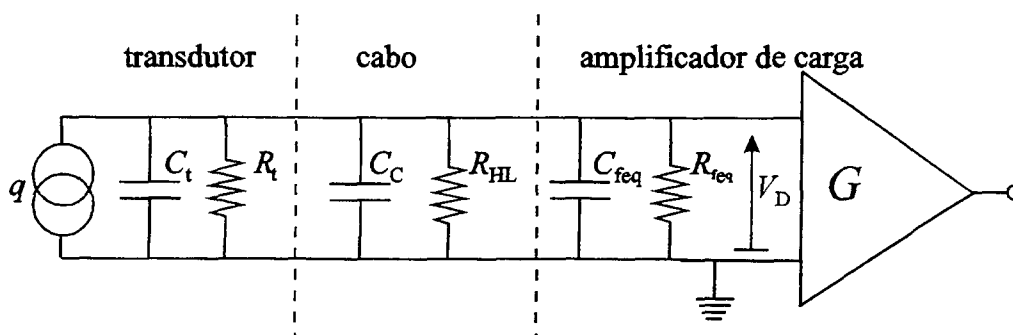 transdutor
cabo
amplificador de carga
q
Ct
Rt
CC
RHL
Cfeq
Rfeq
VD
G